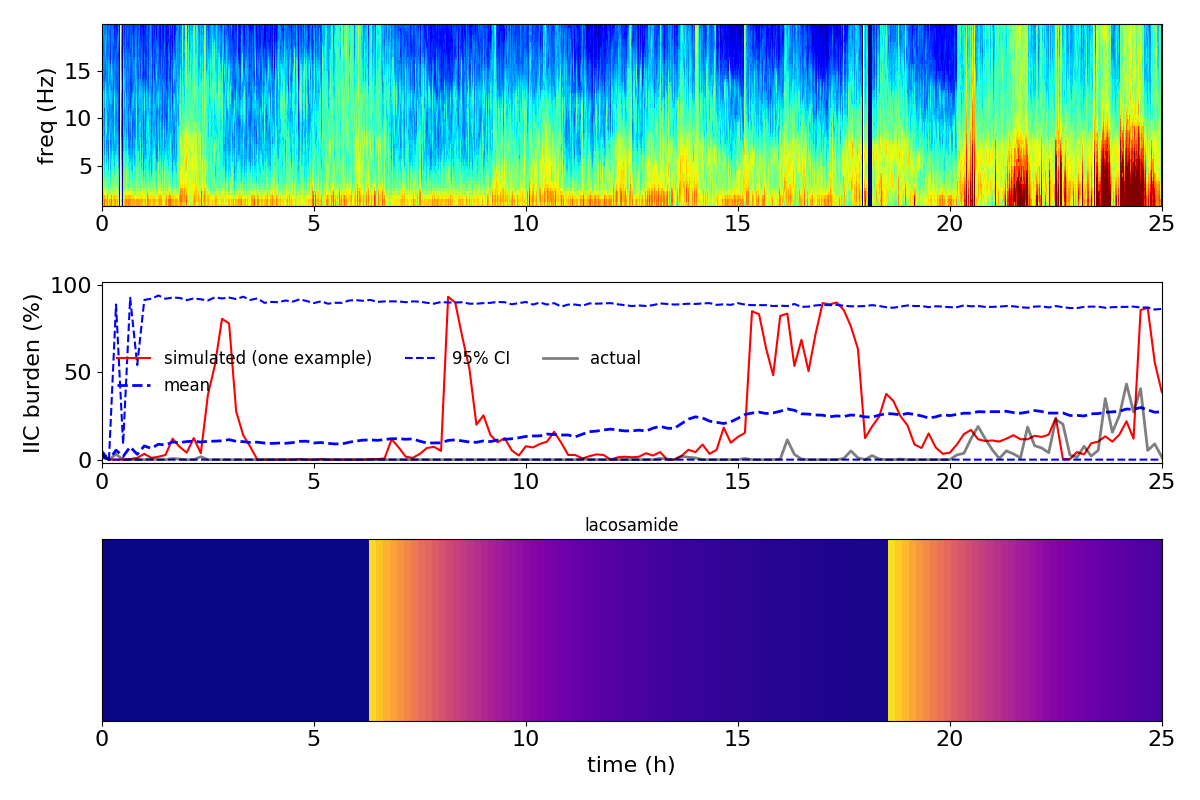 freq (Hz)
15
10
5
0 5 10 15 20 25
IIC burden (%)
100
50
0
simulated (one example) 95% CI actual
mean
0 5 10 15 20 25
lacosamide
0 5 10 15 20 25
time (h)